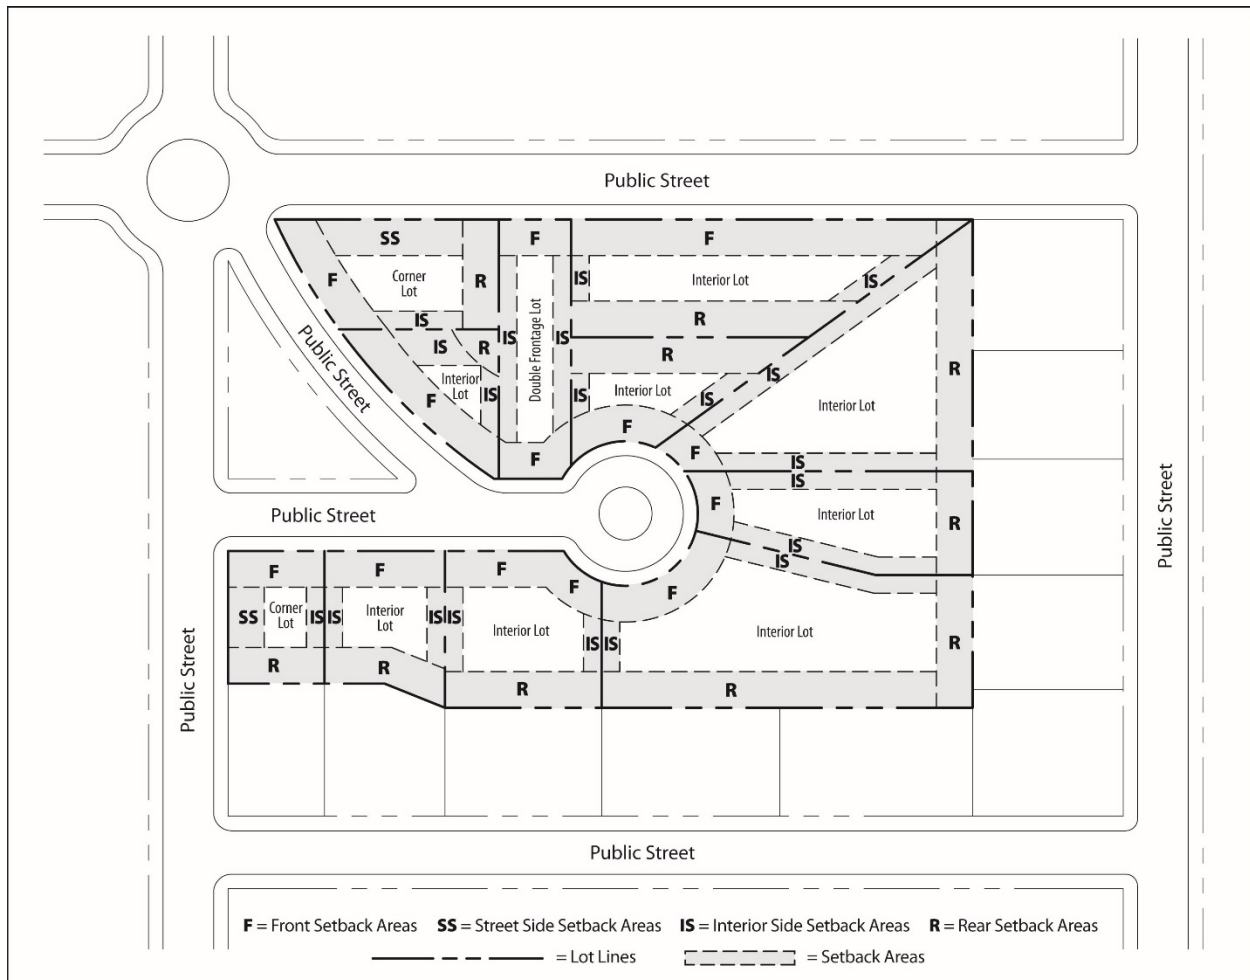 Public Street
SS
F
F
F
Corner
Lot
R
IS
Interior Lot
IS
IS
IS
R
IS
Double Frontage Lot
IS
R
R
Public Street
IS
R
Interior
Lot
F
IS
IS
Interior Lot
IS
IS
Interior Lot
F
F
F
IS
IS
F
Interior Lot
R
Public Street
Public Street
IS
IS
F
F
F
F
F
SS
Corner
Lot
IS
IS
Interior
Lot
IS
IS
Interior Lot
IS
IS
Interior Lot
R
R
R
R
R
Public Street
Public Street
F = Front Setback Areas SS = Street Side Setback Areas IS = Interior Side Setback Areas R = Rear Setback Areas
= Lot Lines = Setback Areas